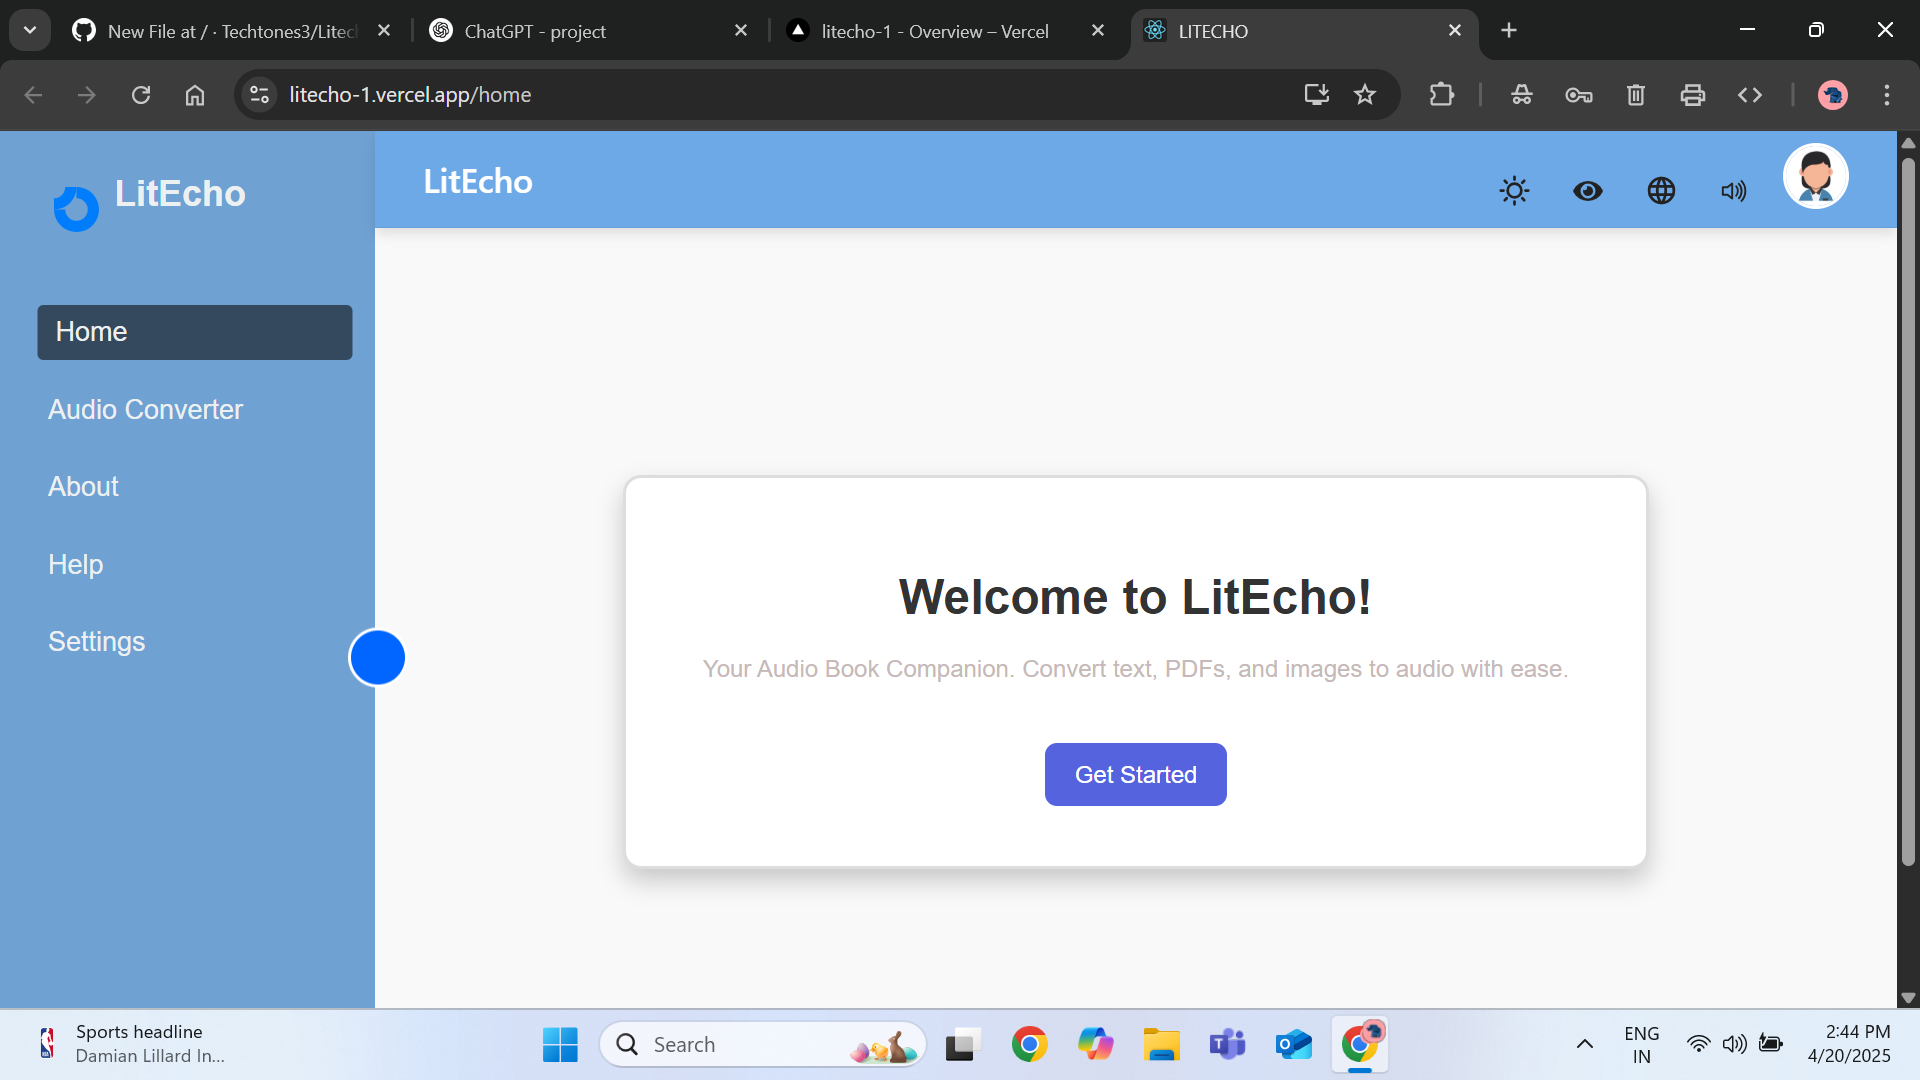 New File at / · Techtones3/Litech
ChatGPT - project
litecho-1 - Overview – Vercel
LITECHO
litecho-1.vercel.app/home
LitEcho
LitEcho
Home
Audio Converter
About
Help
Settings
Welcome to LitEcho!
Your Audio Book Companion. Convert text, PDFs, and images to audio with ease.
Get Started
Sports headline
Damian Lillard In...
Search
ENG
IN
2:44 PM
4/20/2025